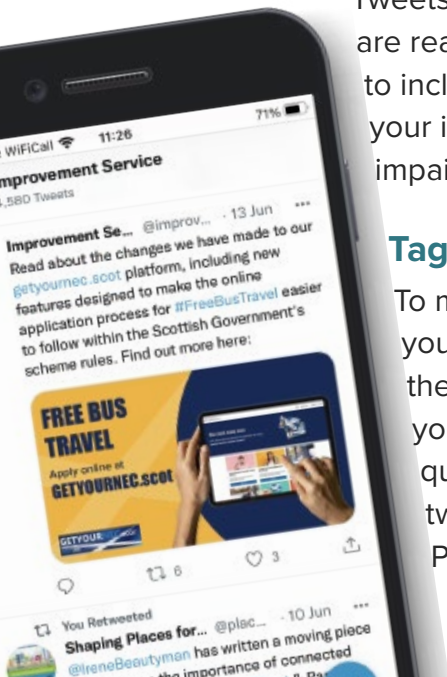 Tweets
are rea
to incl
your i
impai
Tag
To m
you
the
yo
qu
tw
P
WiFiCall 11:26 71%
mprovement Service
4,580 Tweets
Improvement Se... @improv... · 13 Jun
Read about the changes we have made to our
getyournec.scot platform, including new
features designed to make the online
application process for #FreeBusTravel easier
to follow within the Scottish Government's
scheme rules. Find out more here:
FREE BUS
TRAVEL
Apply online at
GETYOURNEC.scot
GETYOUR
6 3
You Retweeted
Shaping Places for... @plac... · 10 Jun
@IreneBeautyman has written a moving piece
the importance of connected